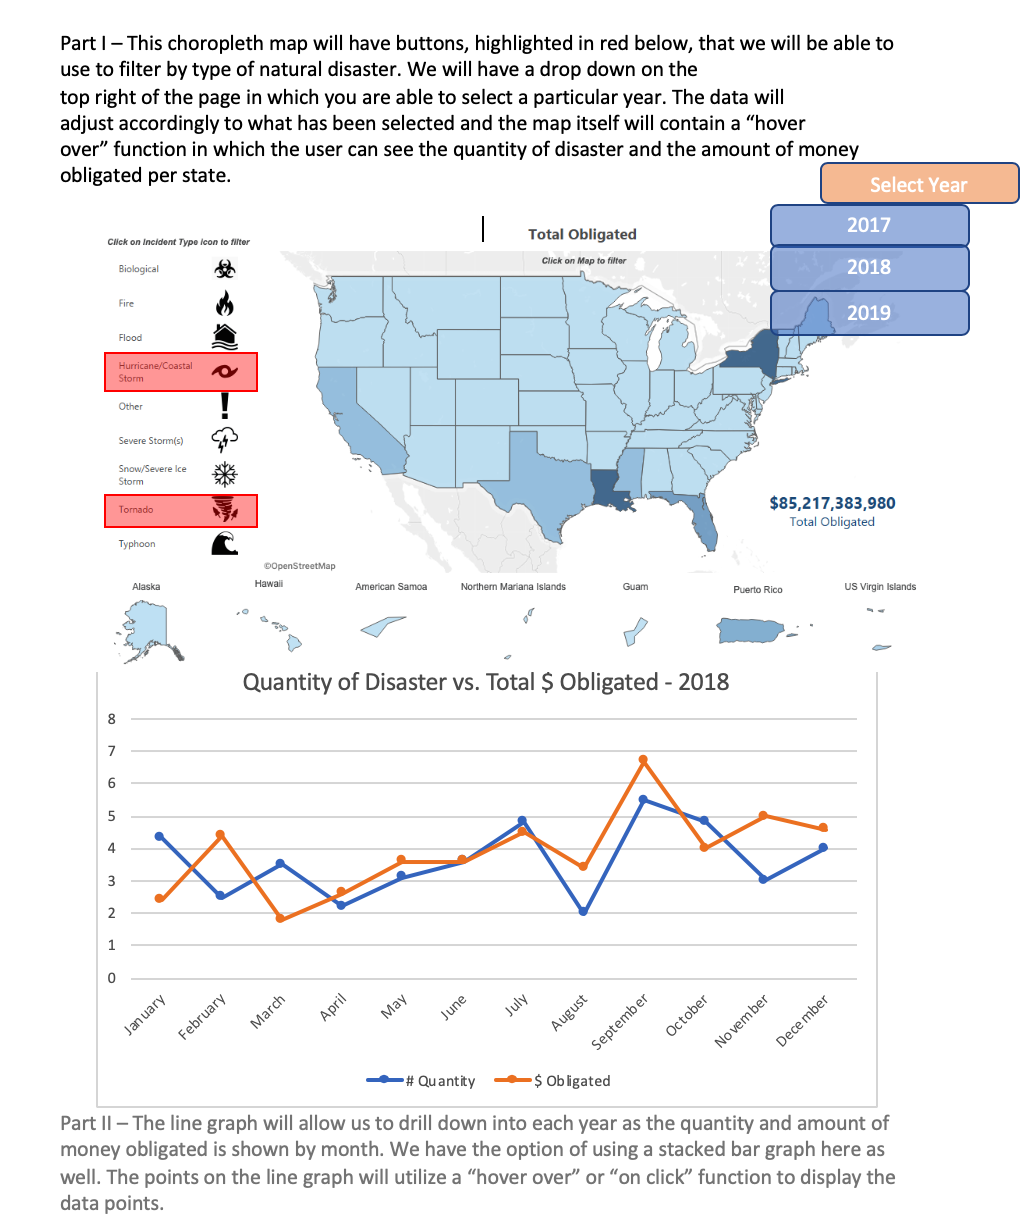 Part I – This choropleth map will have buttons, highlighted in red below, that we will be able to
use to filter by type of natural disaster. We will have a drop down on the
top right of the page in which you are able to select a particular year. The data will
adjust accordingly to what has been selected and the map itself will contain a “hover
over” function in which the user can see the quantity of disaster and the amount of money
obligated per state.
Select Year
2017
2018
2019
Total Obligated
Click on Map to filter
Click on Incident Type icon to filter
Biological
Fire
Flood
Hurricane/Coastal
Storm
Other
Severe Storm(s)
Snow/Severe Ice
Storm
Tornado
Typhoon
$85,217,383,980
Total Obligated
©OpenStreetMap
Alaska
Hawaii
American Samoa
Northern Mariana Islands
Guam
Puerto Rico
US Virgin Islands
Quantity of Disaster vs. Total $ Obligated - 2018
8
7
6
5
4
3
2
1
0
January
February
March
April
May
June
July
August
September
October
November
December
# Quantity
$ Obligated
Part II – The line graph will allow us to drill down into each year as the quantity and amount of
money obligated is shown by month. We have the option of using a stacked bar graph here as
well. The points on the line graph will utilize a “hover over” or “on click” function to display the
data points.